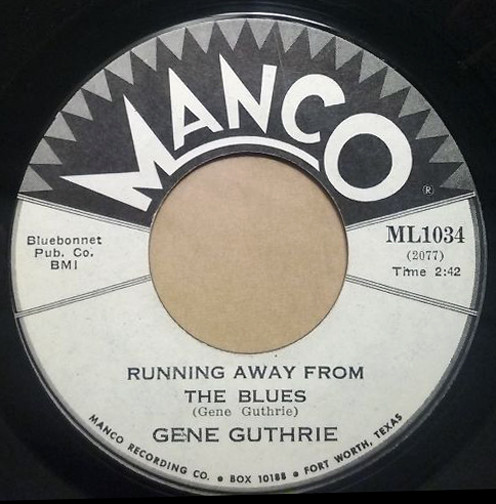 MANCO
®
Bluebonnet
Pub. Co.
BMI
ML1034
(2077)
Time 2:42
RUNNING AWAY FROM
THE BLUES
(Gene Guthrie)
GENE GUTHRIE
MANCO RECORDING CO. • BOX 10188 • FORT WORTH, TEXAS